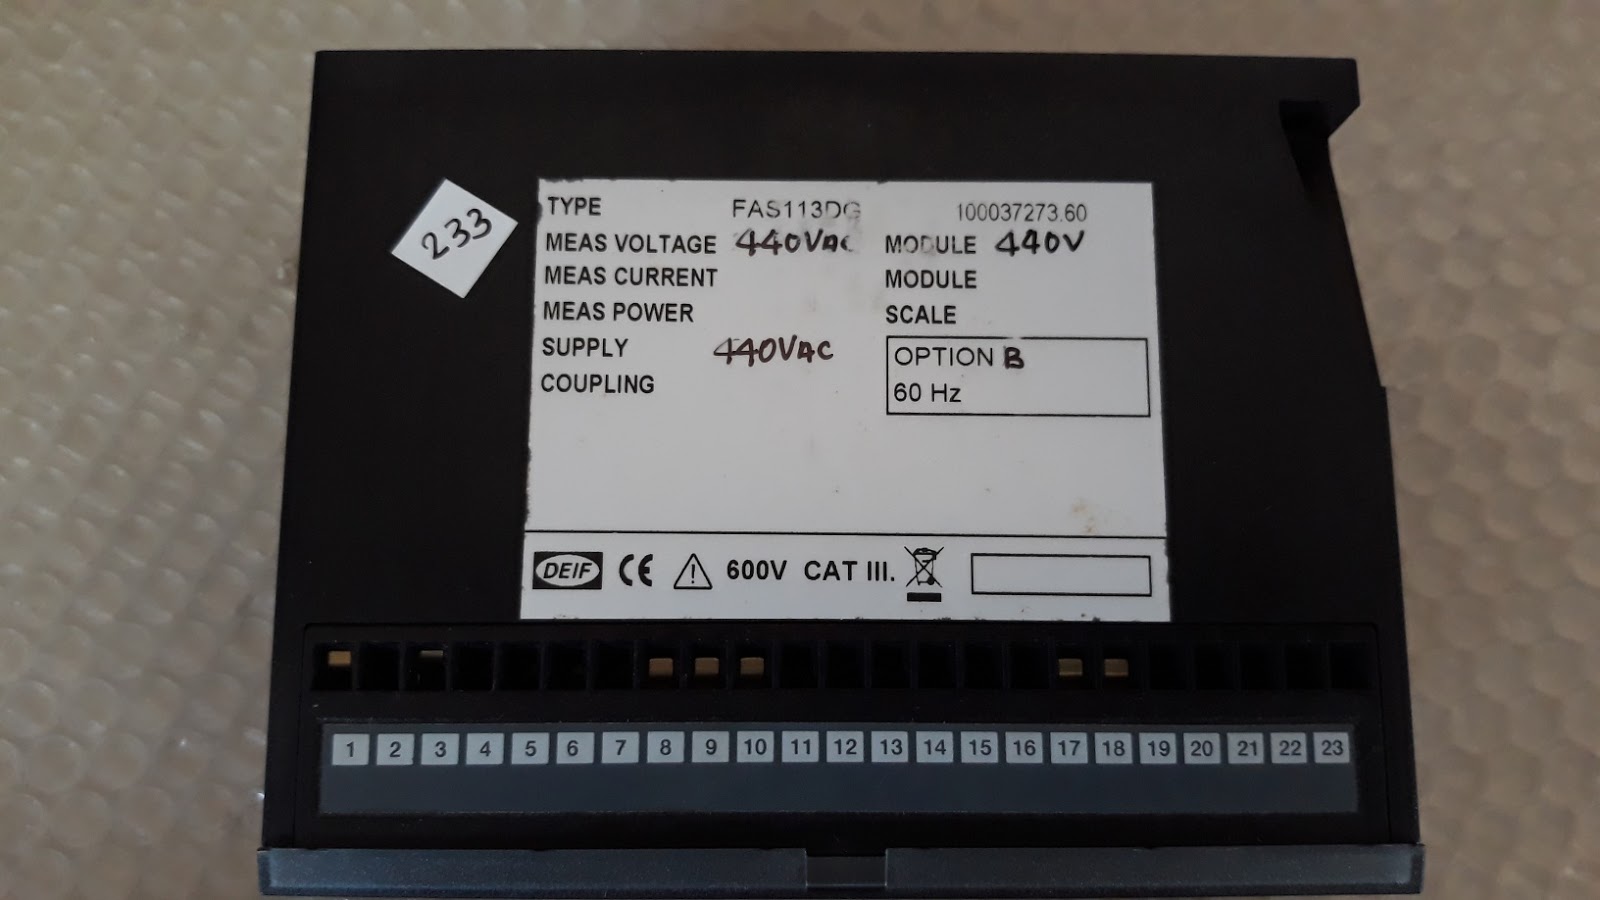 233
TYPE FAS113DG 100037273.60
MEAS VOLTAGE 440VAC MODULE 440V
MEAS CURRENT MODULE
MEAS POWER SCALE
SUPPLY 440VAC OPTION B
COUPLING 60 Hz
DEIF CE 600V CAT III.
1 2 3 4 5 6 7 8 9 10 11 12 13 14 15 16 17 18 19 20 21 22 23